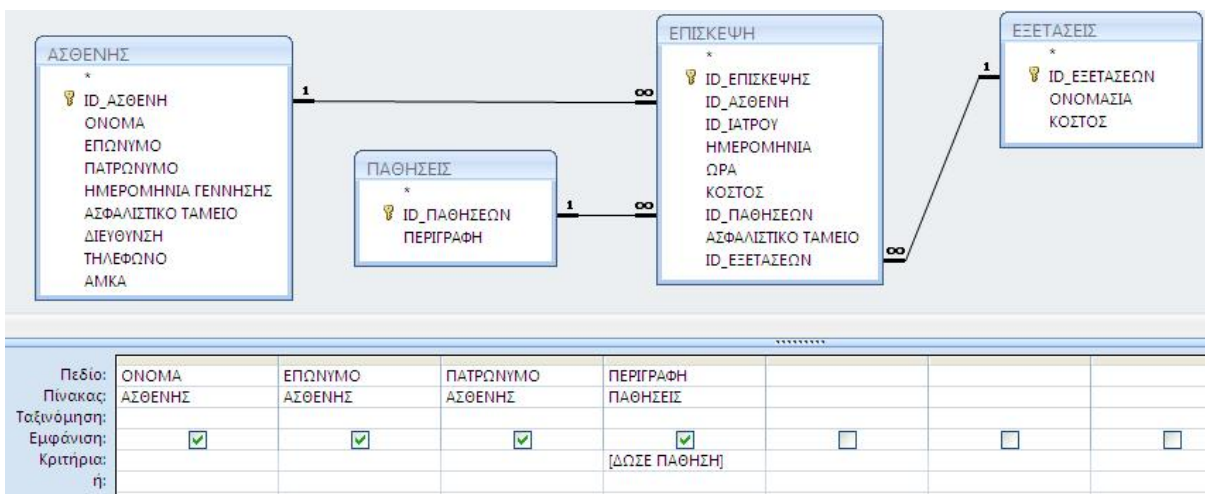 ΑΣΘΕΝΗΣ
*
ID_ΑΣΘΕΝΗ
ΟΝΟΜΑ
ΕΠΩΝΥΜΟ
ΠΑΤΡΩΝΥΜΟ
ΗΜΕΡΟΜΗΝΙΑ ΓΕΝΝΗΣΗΣ
ΑΣΦΑΛΙΣΤΙΚΟ ΤΑΜΕΙΟ
ΔΙΕΥΘΥΝΣΗ
ΤΗΛΕΦΩΝΟ
ΑΜΚΑ
1
∞
ΠΑΘΗΣΕΙΣ
*
ID_ΠΑΘΗΣΕΩΝ
ΠΕΡΙΓΡΑΦΗ
1
∞
ΕΠΙΣΚΕΨΗ
*
ID_ΕΠΙΣΚΕΨΗΣ
ID_ΑΣΘΕΝΗ
ID_ΙΑΤΡΟΥ
ΗΜΕΡΟΜΗΝΙΑ
ΩΡΑ
ΚΟΣΤΟΣ
ID_ΠΑΘΗΣΕΩΝ
ΑΣΦΑΛΙΣΤΙΚΟ ΤΑΜΕΙΟ
ID_ΕΞΕΤΑΣΕΩΝ
∞
1
ΕΞΕΤΑΣΕΙΣ
*
ID_ΕΞΕΤΑΣΕΩΝ
ΟΝΟΜΑΣΙΑ
ΚΟΣΤΟΣ
Πεδίο: ΟΝΟΜΑ ΕΠΩΝΥΜΟ ΠΑΤΡΩΝΥΜΟ ΠΕΡΙΓΡΑΦΗ
Πίνακας: ΑΣΘΕΝΗΣ ΑΣΘΕΝΗΣ ΑΣΘΕΝΗΣ ΠΑΘΗΣΕΙΣ
Ταξινόμηση:
Εμφάνιση:
Κριτήρια: [ΔΩΣΕ ΠΑΘΗΣΗ]
ή: